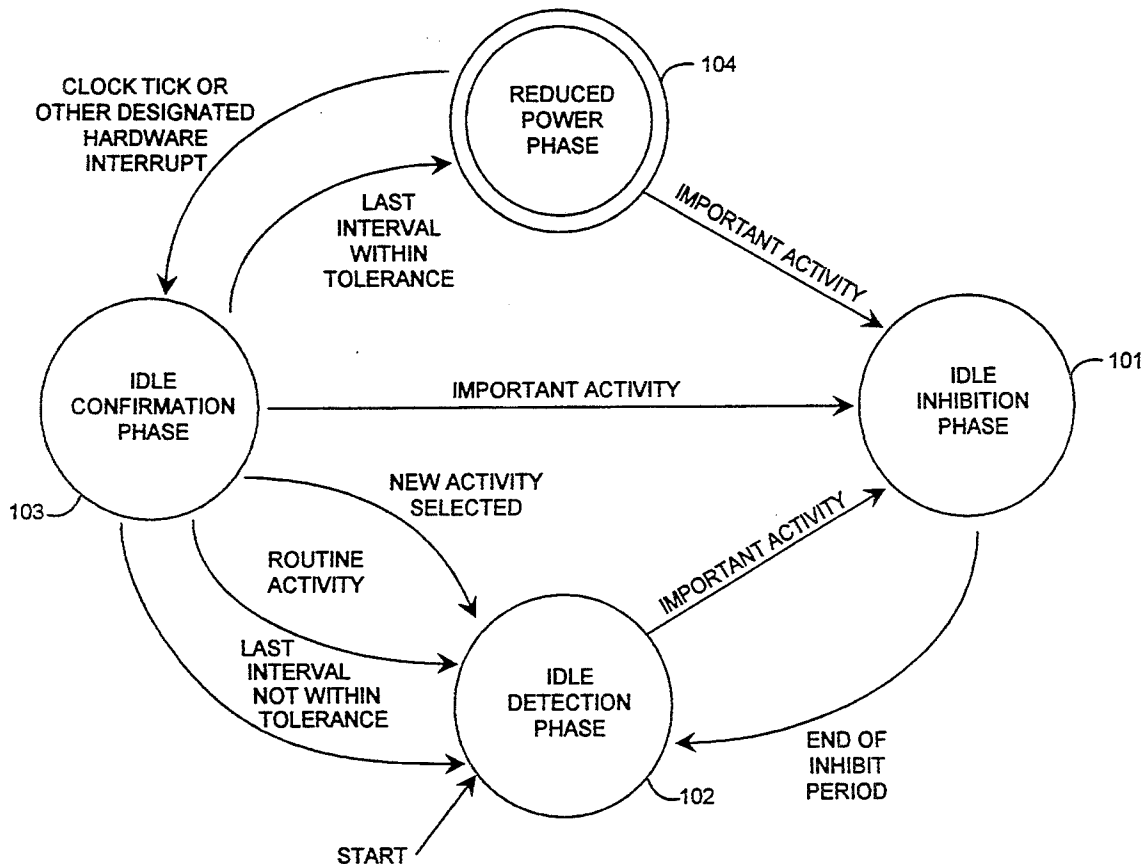 CLOCK TICK OR
OTHER DESIGNATED
HARDWARE
INTERRUPT
REDUCED
POWER
PHASE
104
LAST
INTERVAL
WITHIN
TOLERANCE
IMPORTANT ACTIVITY
IDLE
CONFIRMATION
PHASE
103
IMPORTANT ACTIVITY
IDLE
INHIBITION
PHASE
101
NEW ACTIVITY
SELECTED
ROUTINE
ACTIVITY
LAST
INTERVAL
NOT WITHIN
TOLERANCE
IMPORTANT ACTIVITY
IDLE
DETECTION
PHASE
102
END OF
INHIBIT
PERIOD
START